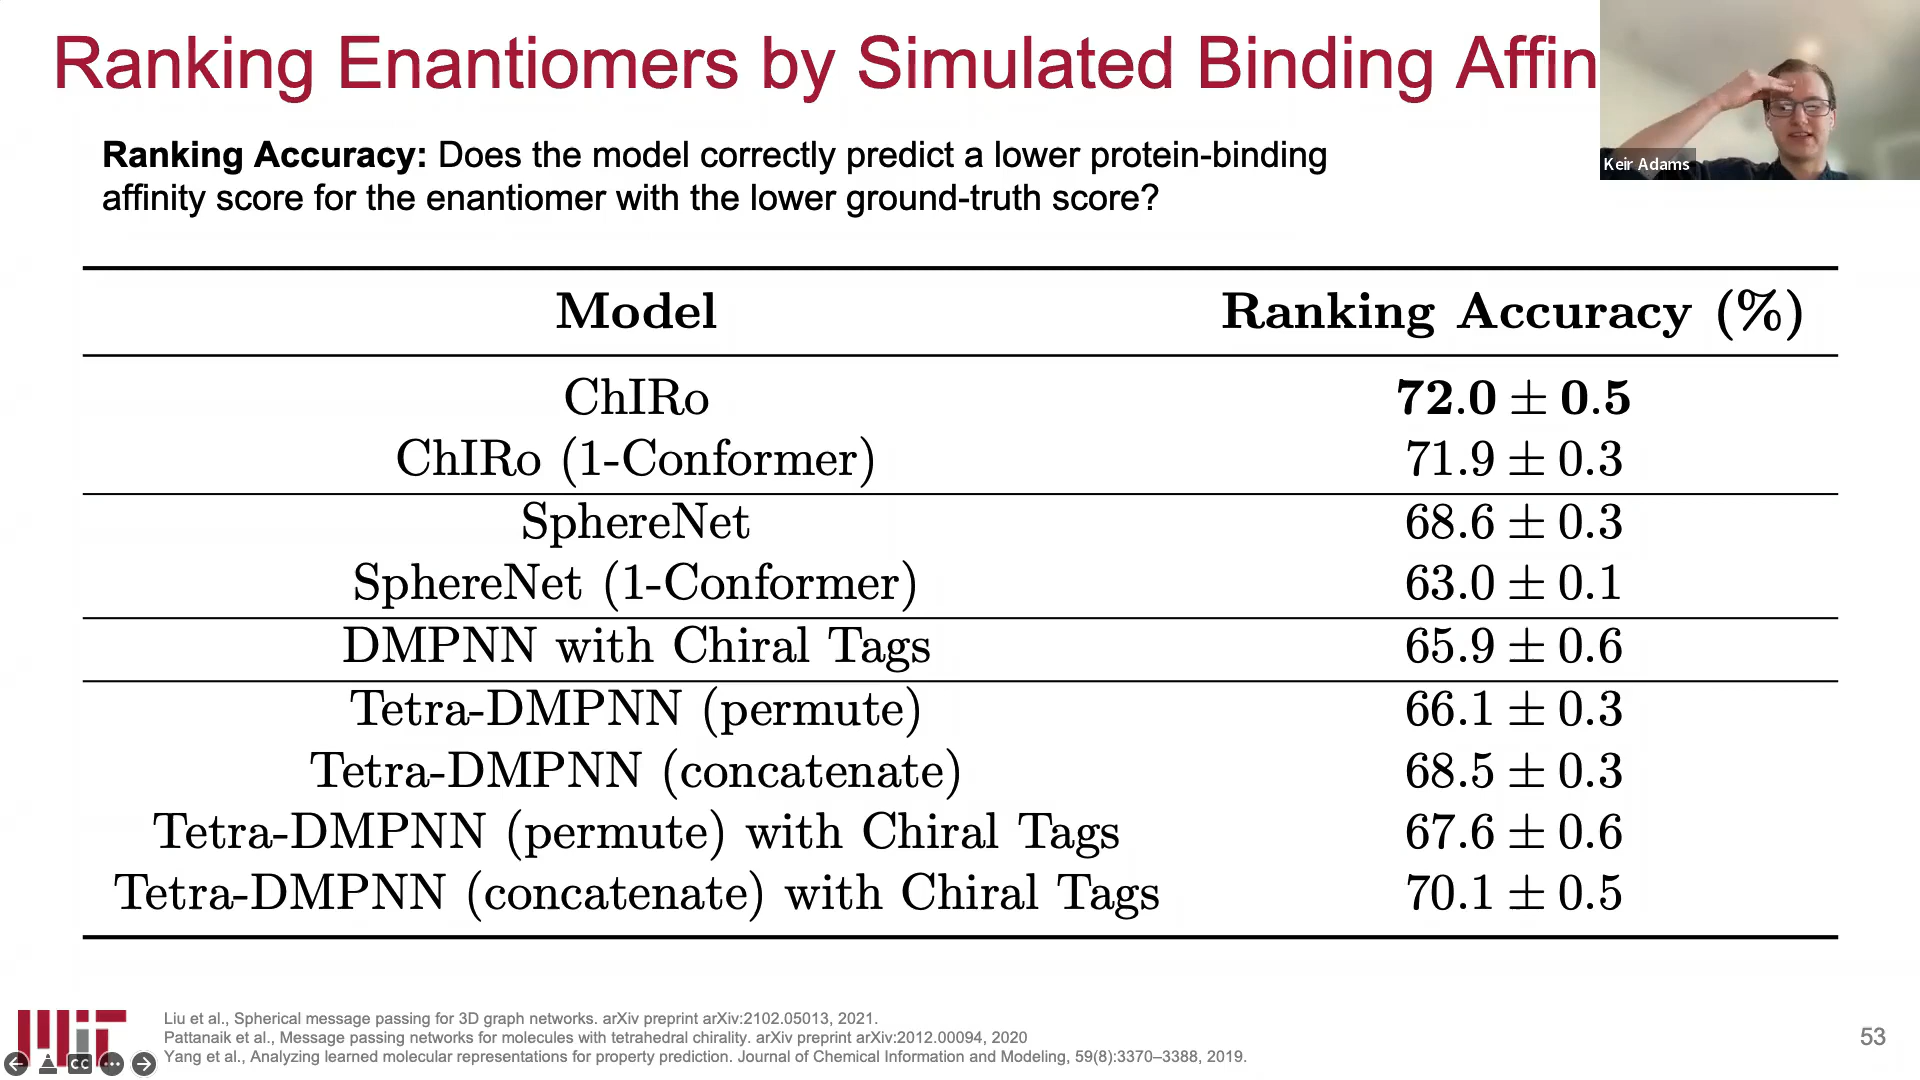 Ranking Enantiomers by Simulated Binding Affin
Keir Adams
Ranking Accuracy: Does the model correctly predict a lower protein-binding
affinity score for the enantiomer with the lower ground-truth score?
Model Ranking Accuracy (%)
ChIRo 72.0 ± 0.5
ChIRo (1-Conformer) 71.9 ± 0.3
SphereNet 68.6 ± 0.3
SphereNet (1-Conformer) 63.0 ± 0.1
DMPNN with Chiral Tags 65.9 ± 0.6
Tetra-DMPNN (permute) 66.1 ± 0.3
Tetra-DMPNN (concatenate) 68.5 ± 0.3
Tetra-DMPNN (permute) with Chiral Tags 67.6 ± 0.6
Tetra-DMPNN (concatenate) with Chiral Tags 70.1 ± 0.5
MIT
CC
Liu et al., Spherical message passing for 3D graph networks. arXiv preprint arXiv:2102.05013, 2021.
Pattanaik et al., Message passing networks for molecules with tetrahedral chirality. arXiv preprint arXiv:2012.00094, 2020
Yang et al., Analyzing learned molecular representations for property prediction. Journal of Chemical Information and Modeling, 59(8):3370–3388, 2019.
53